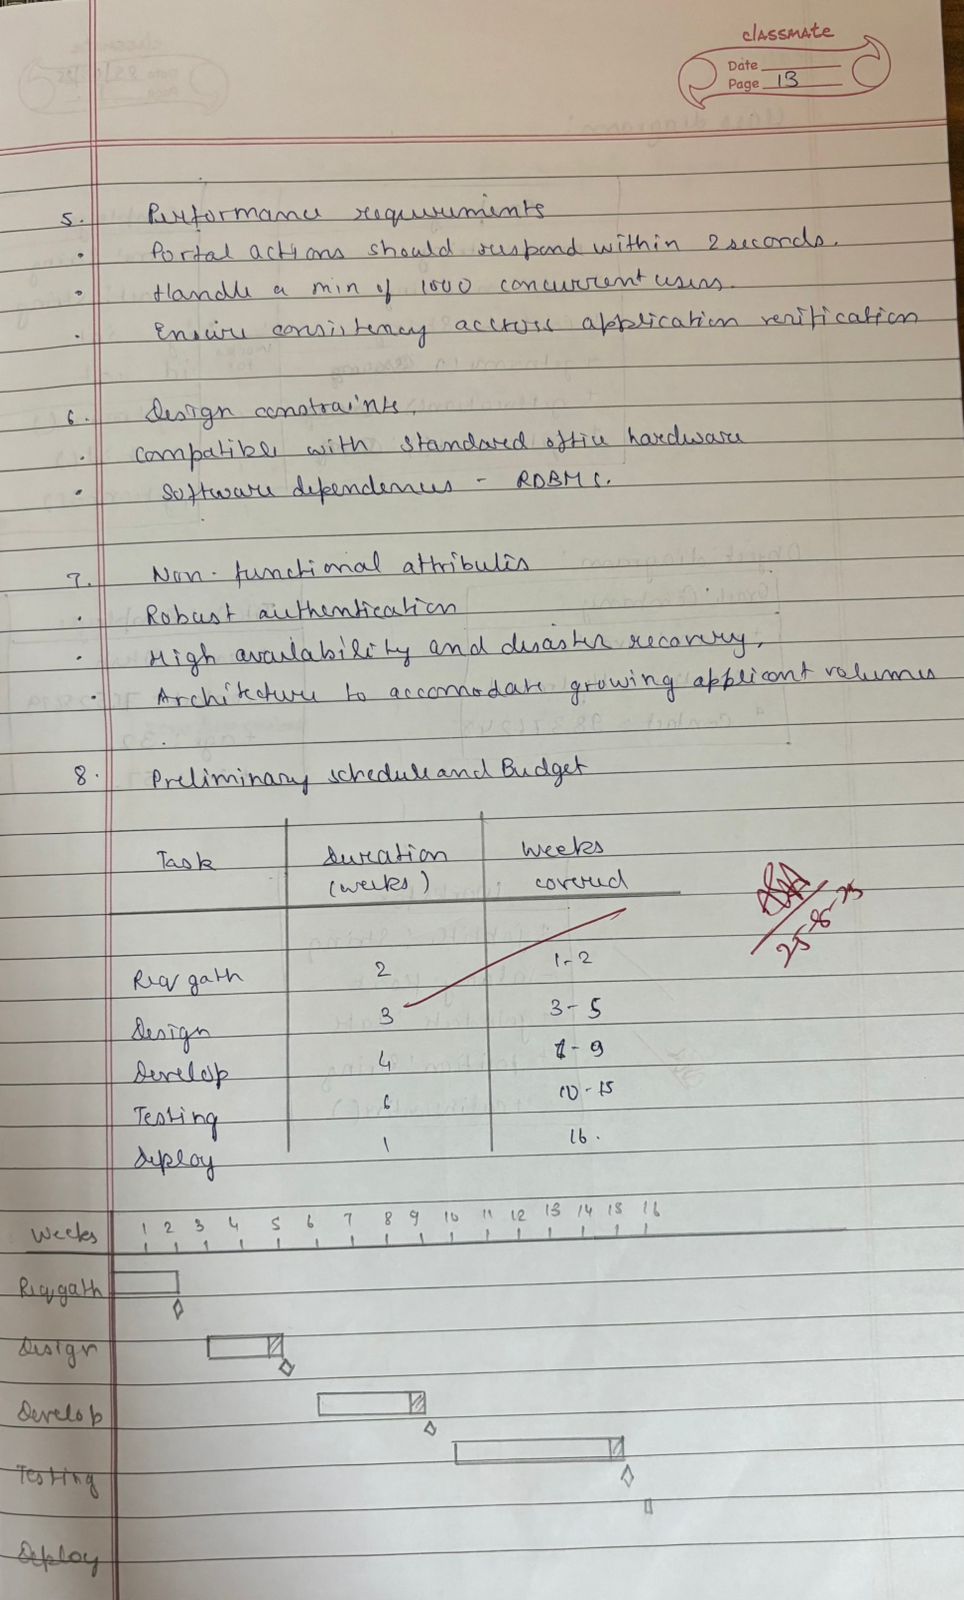 classmate
Date
Page 13
5. Performance requirements
• Portal actions should respond within 2 seconds.
• Handle a min of 1000 concurrent users.
• Ensure consistency accross application verification
6. Design constraints.
• Compatible with standard office hardware
• Software dependencies - RDBMS.
7. Non-functional attributes
• Robust authentication
• High availability and disaster recovery,
• Architecture to accomodate growing applicant volumes
8. Preliminary schedule and Budget
Task Duration (weeks) Weeks covered
25-8-25
Req gath 2 1-2
Design 3 3-5
Develop 4 -9
Testing 6 10-15
Deploy 1 16.
Weeks 1 2 3 4 5 6 7 8 9 10 11 12 13 14 15 16
Req gath
Design
Develop
Testing
Deploy